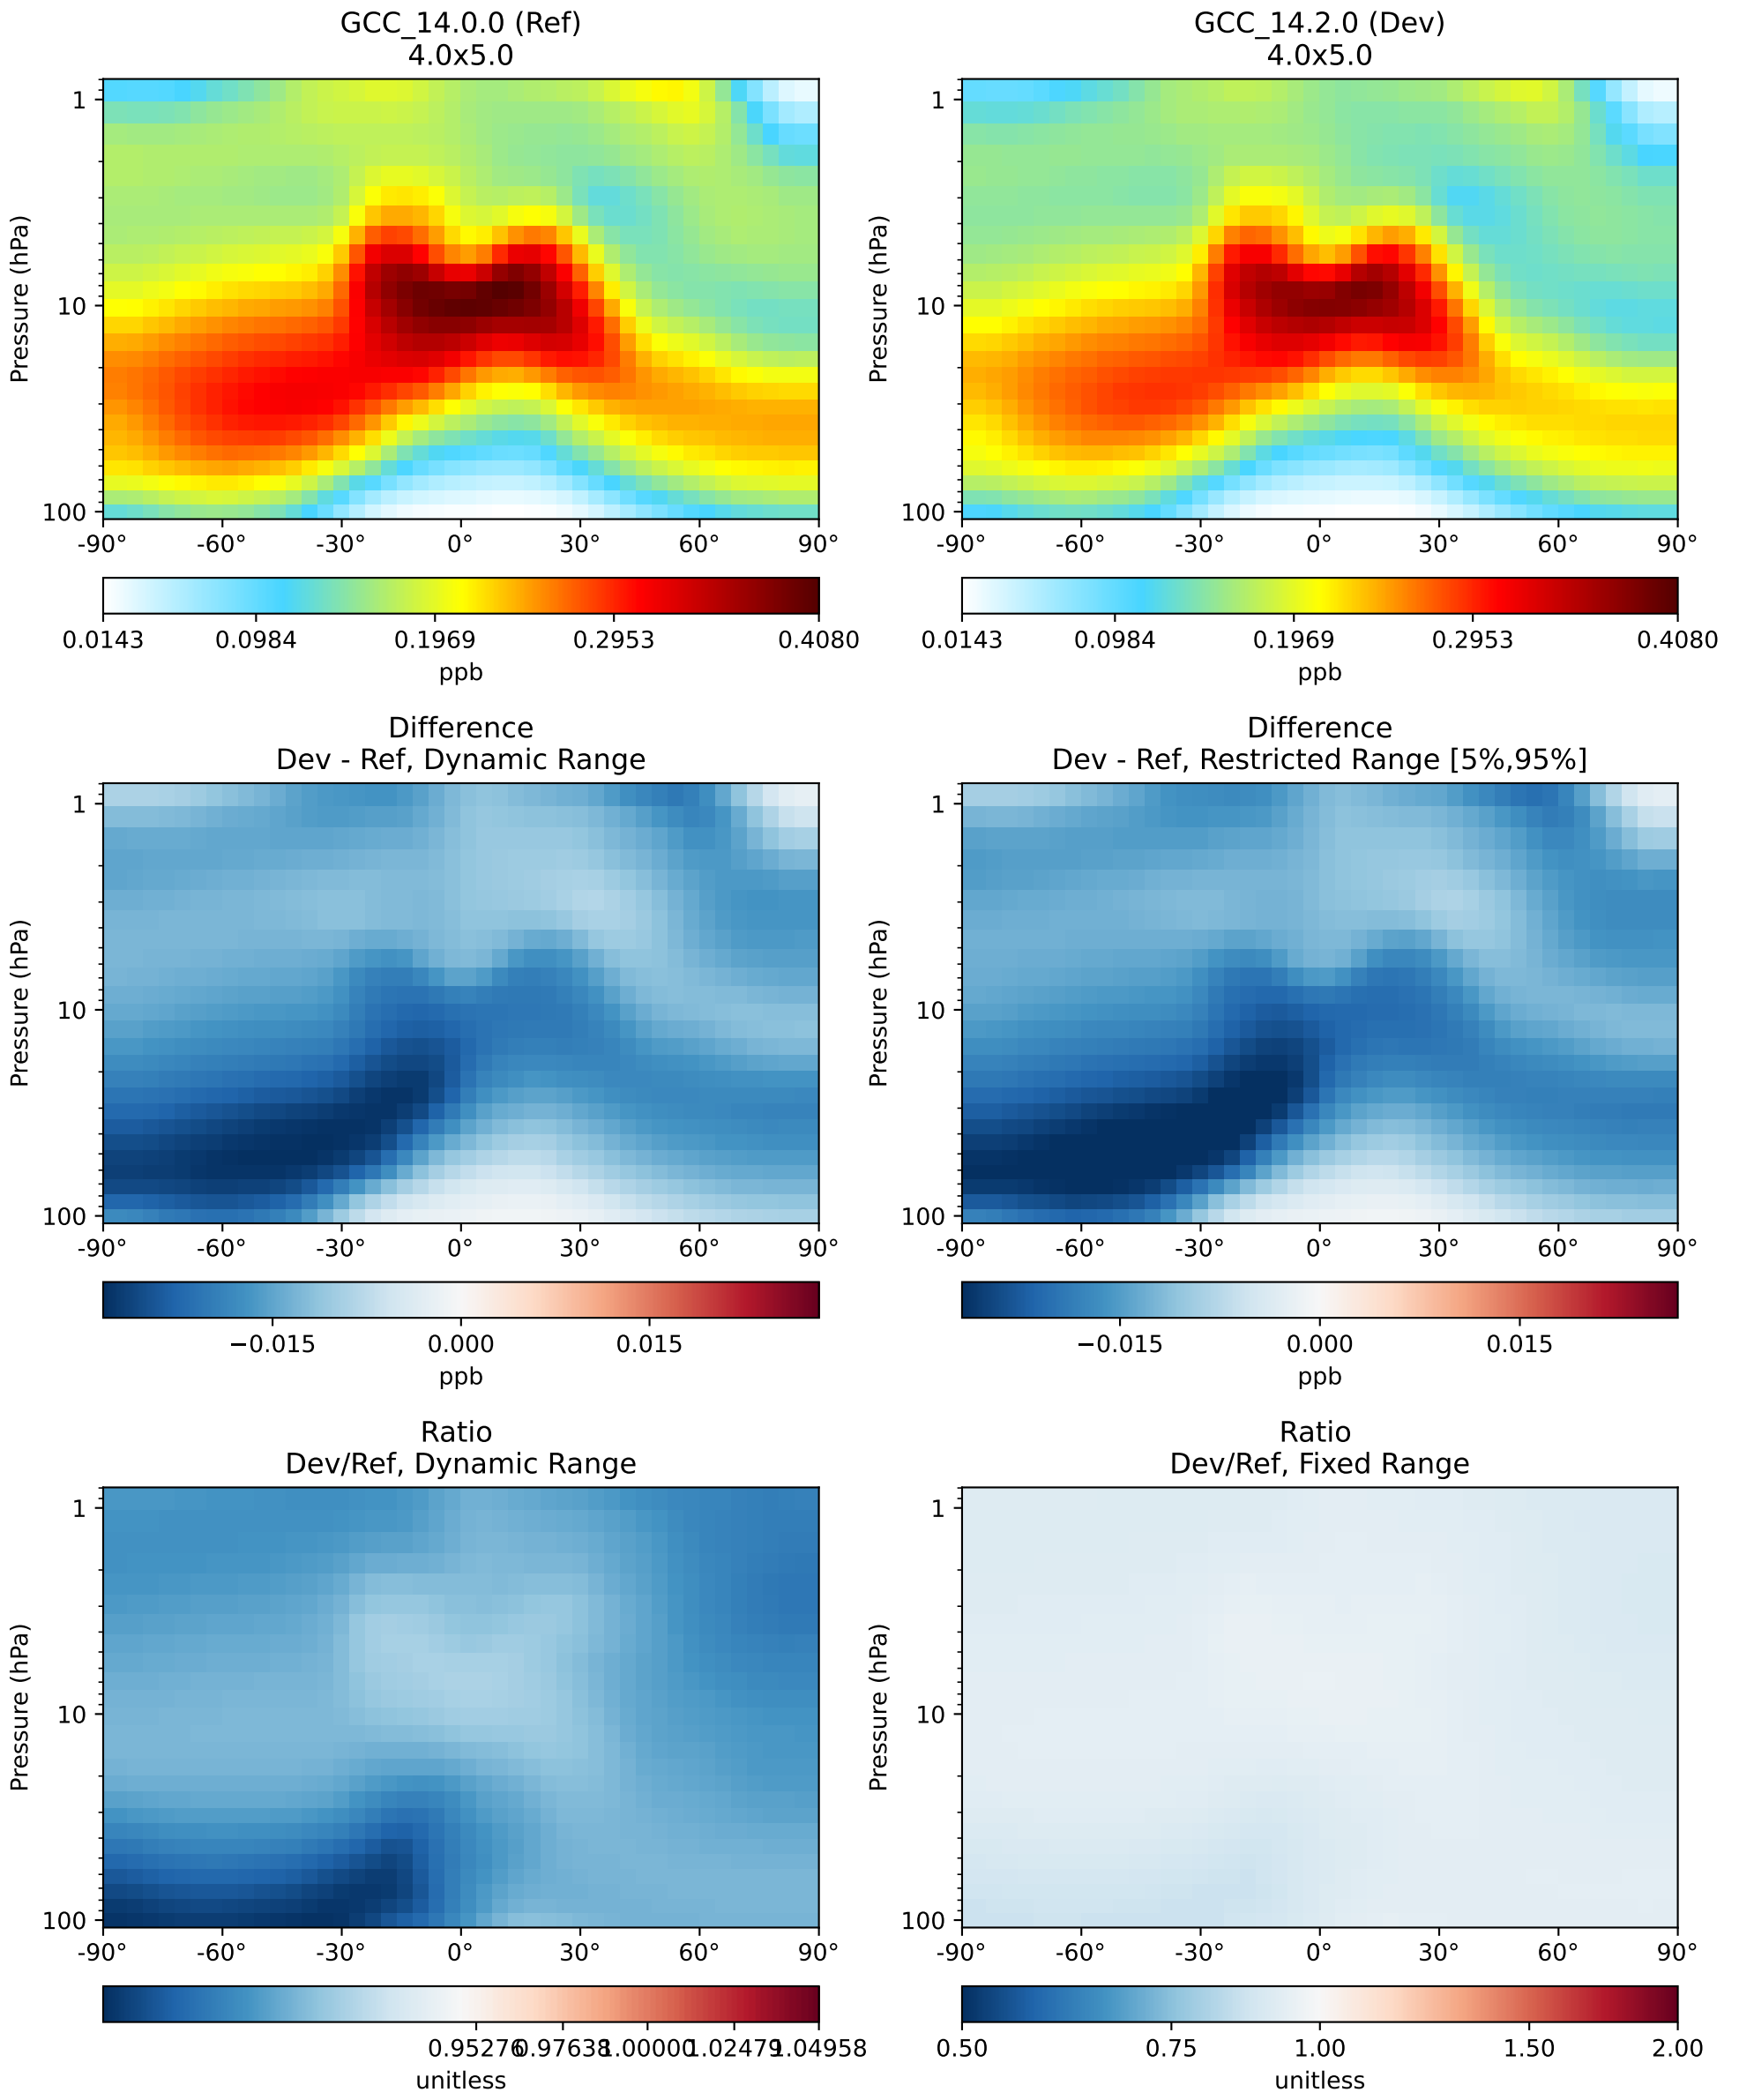 GCC_14.0.0 (Ref)
4.0x5.0
GCC_14.2.0 (Dev)
4.0x5.0
Pressure (hPa)
1
10
100
-90° -60° -30° 0° 30° 60° 90°
Pressure (hPa)
1
10
100
-90° -60° -30° 0° 30° 60° 90°
0.0143 0.0984 0.1969 0.2953 0.4080
ppb
0.0143 0.0984 0.1969 0.2953 0.4080
ppb
Difference
Dev - Ref, Dynamic Range
Difference
Dev - Ref, Restricted Range [5%,95%]
Pressure (hPa)
1
10
100
-90° -60° -30° 0° 30° 60° 90°
Pressure (hPa)
1
10
100
-90° -60° -30° 0° 30° 60° 90°
−0.015 0.000 0.015
ppb
−0.015 0.000 0.015
ppb
Ratio
Dev/Ref, Dynamic Range
Ratio
Dev/Ref, Fixed Range
Pressure (hPa)
1
10
100
-90° -60° -30° 0° 30° 60° 90°
Pressure (hPa)
1
10
100
-90° -60° -30° 0° 30° 60° 90°
0.95276 0.97638 1.00000 1.02479 1.04958
unitless
0.50 0.75 1.00 1.50 2.00
unitless